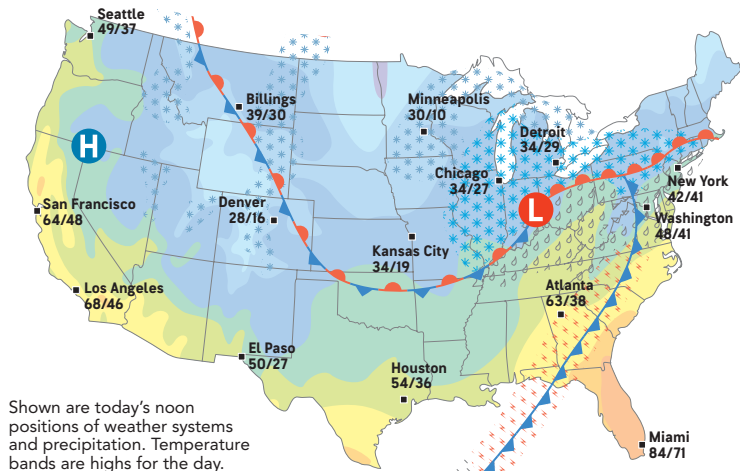 Seattle
49/37
Billings
39/30
Minneapolis
30/10
Detroit
34/29
H
Chicago
34/27
New York
42/41
San Francisco
64/48
Denver
28/16
L
Washington
48/41
Kansas City
34/19
Los Angeles
68/46
Atlanta
63/38
El Paso
50/27
Houston
54/36
Shown are today’s noon
positions of weather systems
and precipitation. Temperature
bands are highs for the day.
Miami
84/71